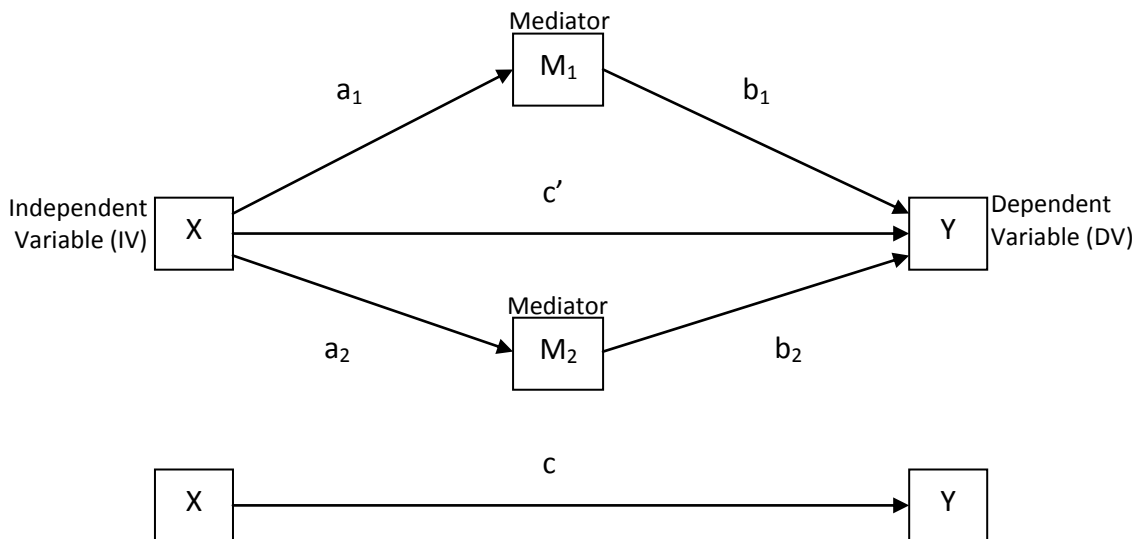 Mediator
M₁
a₁
b₁
c’
Independent
Variable (IV)
X
Y
Dependent
Variable (DV)
Mediator
M₂
a₂
b₂
c
X
Y